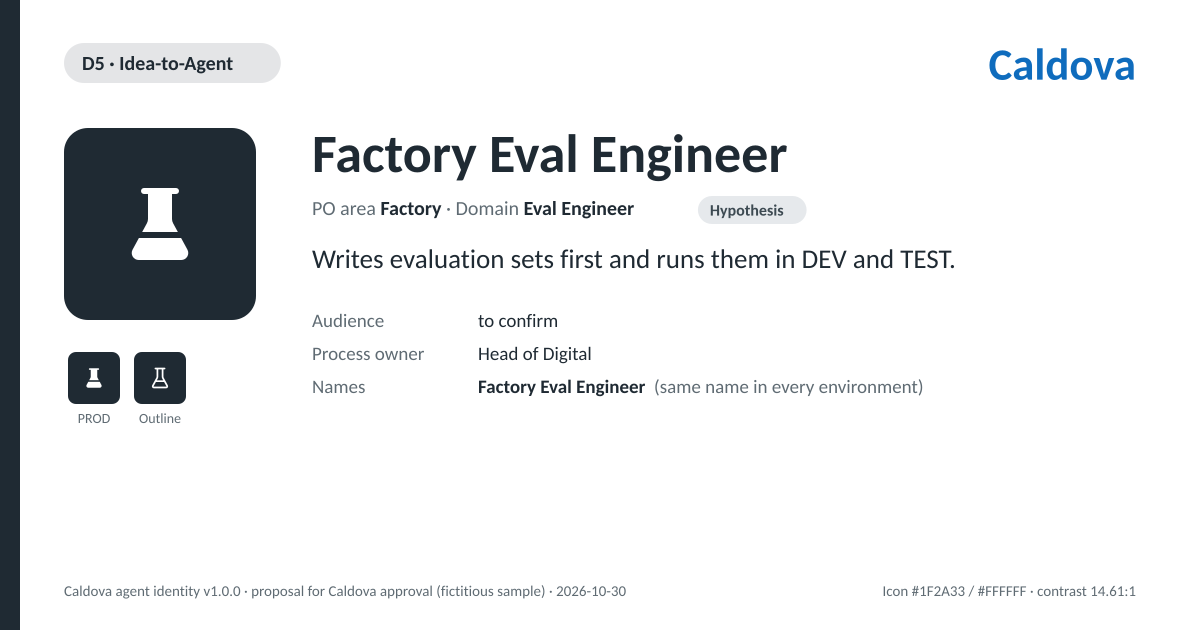 D5 · Idea-to-Agent
Caldova
Factory Eval Engineer
PO area Factory · Domain Eval Engineer
Hypothesis
Writes evaluation sets first and runs them in DEV and TEST.
Audience to confirm
Process owner Head of Digital
Names Factory Eval Engineer (same name in every environment)
PROD Outline
Caldova agent identity v1.0.0 · proposal for Caldova approval (fictitious sample) · 2026-10-30
Icon #1F2A33 / #FFFFFF · contrast 14.61:1